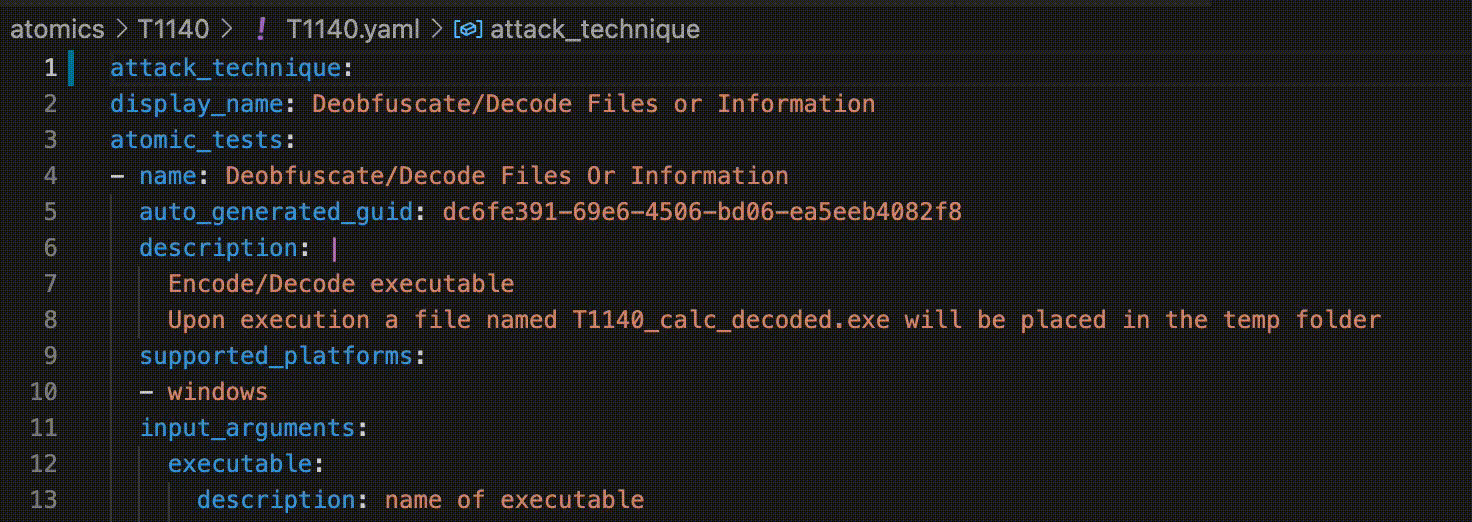 atomics > T1140 > ! T1140.yaml > attack_technique
1 attack_technique:
2 display_name: Deobfuscate/Decode Files or Information
3 atomic_tests:
4 - name: Deobfuscate/Decode Files Or Information
5 auto_generated_guid: dc6fe391-69e6-4506-bd06-ea5eeb4082f8
6 description: |
7 Encode/Decode executable
8 Upon execution a file named T1140_calc_decoded.exe will be placed in the temp folder
9 supported_platforms:
10 - windows
11 input_arguments:
12 executable:
13 description: name of executable